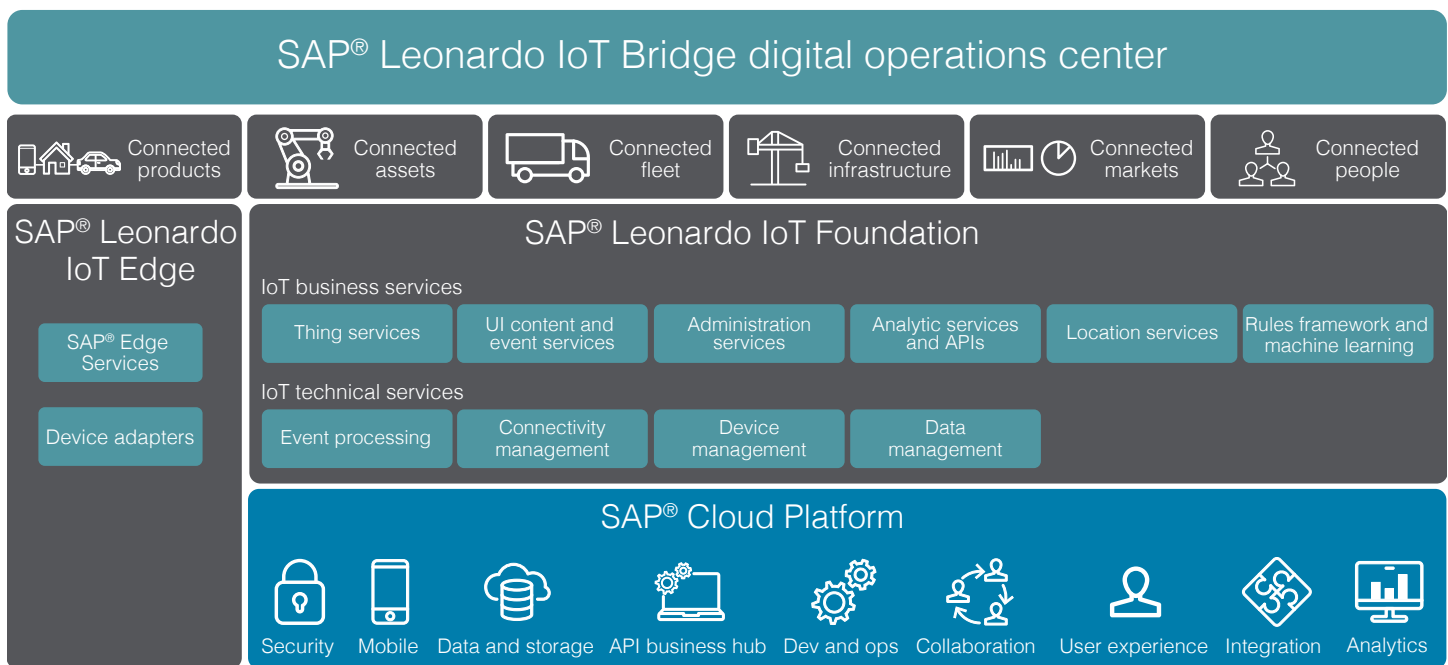 SAP® Leonardo IoT Bridge digital operations center
Connected
products
Connected
assets
Connected
fleet
Connected
infrastructure
Connected
markets
Connected
people
SAP® Leonardo
IoT Edge
SAP® Edge
Services
Device adapters
SAP® Leonardo IoT Foundation
IoT business services
Thing services
UI content and
event services
Administration
services
Analytic services
and APIs
Location services
Rules framework and
machine learning
IoT technical services
Event processing
Connectivity
management
Device
management
Data
management
SAP® Cloud Platform
Security
Mobile
Data and storage
API business hub
Dev and ops
Collaboration
User experience
Integration
Analytics